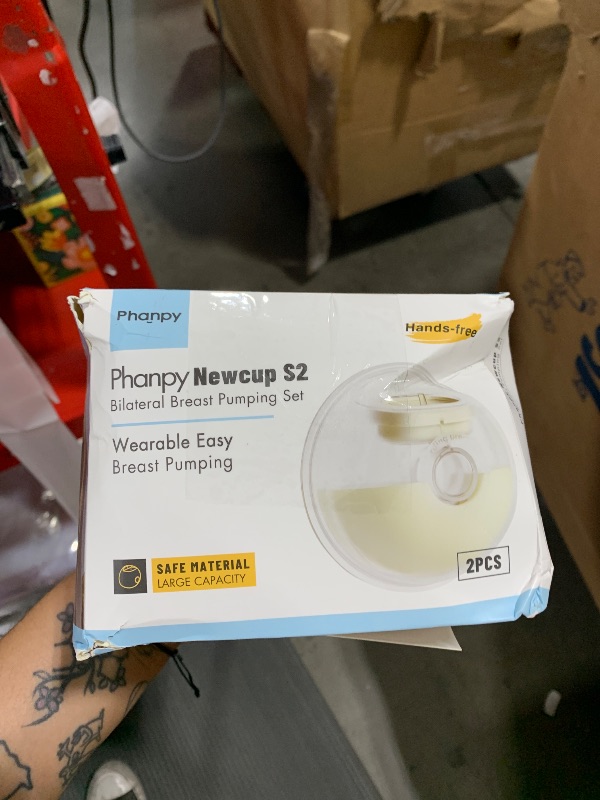 Phanpy
Hands-free
Phanpy Newcup S2
Bilateral Breast Pumping Set
Wearable Easy
Breast Pumping
SAFE MATERIAL
LARGE CAPACITY
2PCS